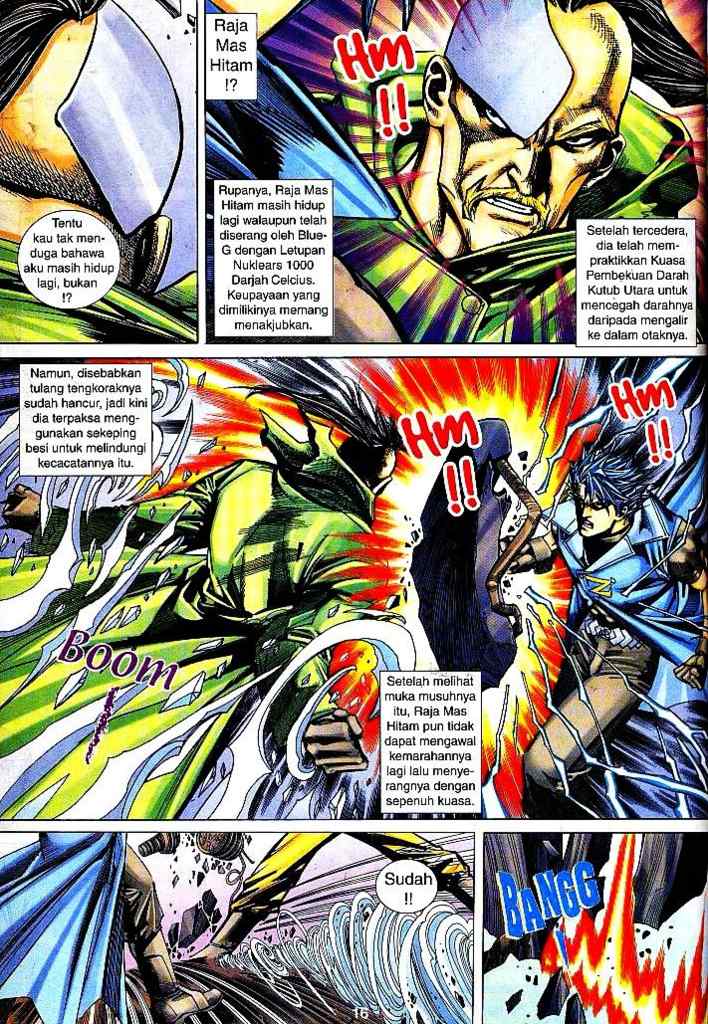 Tentu
kau tak men-
duga bahawa
aku masih hidup
lagi, bukan
!?
Raja
Mas
Hitam
!?
Hm
!!
Rupanya, Raja Mas
Hitam masih hidup
lagi walaupun telah
diserang oleh Blue-
G dengan Letupan
Nuklears 1000
Darjah Celcius.
Keupayaan yang
dimilikinya memang
menakjubkan.
Setelah tercedera,
dia telah mem-
praktikkan Kuasa
Pembekuan Darah
Kutub Utara untuk
mencegah darahnya
daripada mengalir
ke dalam otaknya.
Namun, disebabkan
tulang tengkoraknya
sudah hancur, jadi kini
dia terpaksa meng-
gunakan sekeping
besi untuk melindungi
kecacatannya itu.
Hm
!!
Hm
!!
N
BOOM
!
Setelah melihat
muka musuhnya
itu, Raja Mas
Hitam pun tidak
dapat mengawal
kemarahannya
lagi lalu menye-
rangnya dengan
sepenuh kuasa.
Sudah
!!
BANGG
!
16